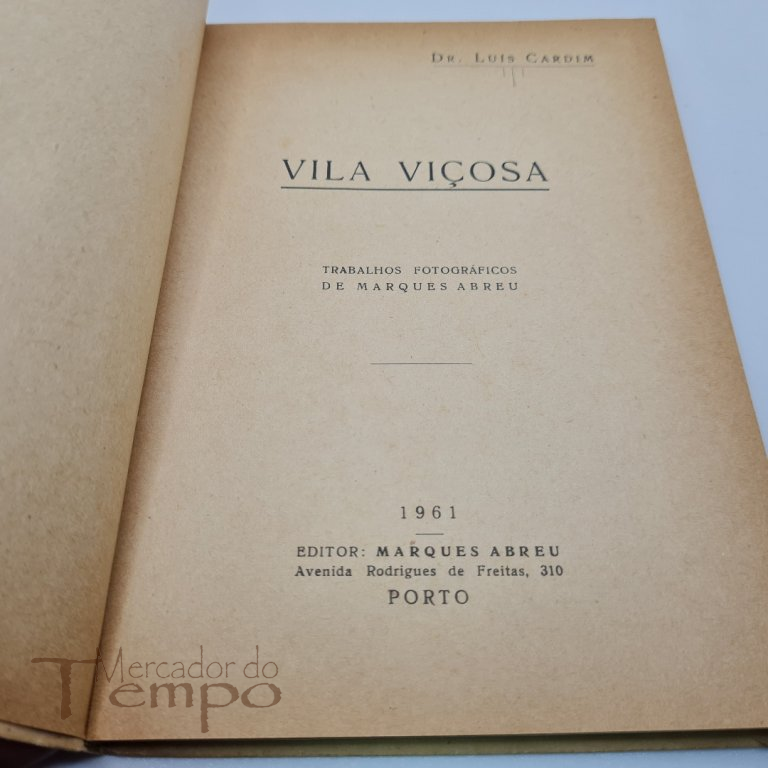 DR. LUÍS CARDIM
VILA VIÇOSA
TRABALHOS FOTOGRÁFICOS
DE MARQUES ABREU
1961
EDITOR: MARQUES ABREU
Avenida Rodrigues de Freitas, 310
PORTO
Mercador do
Tempo